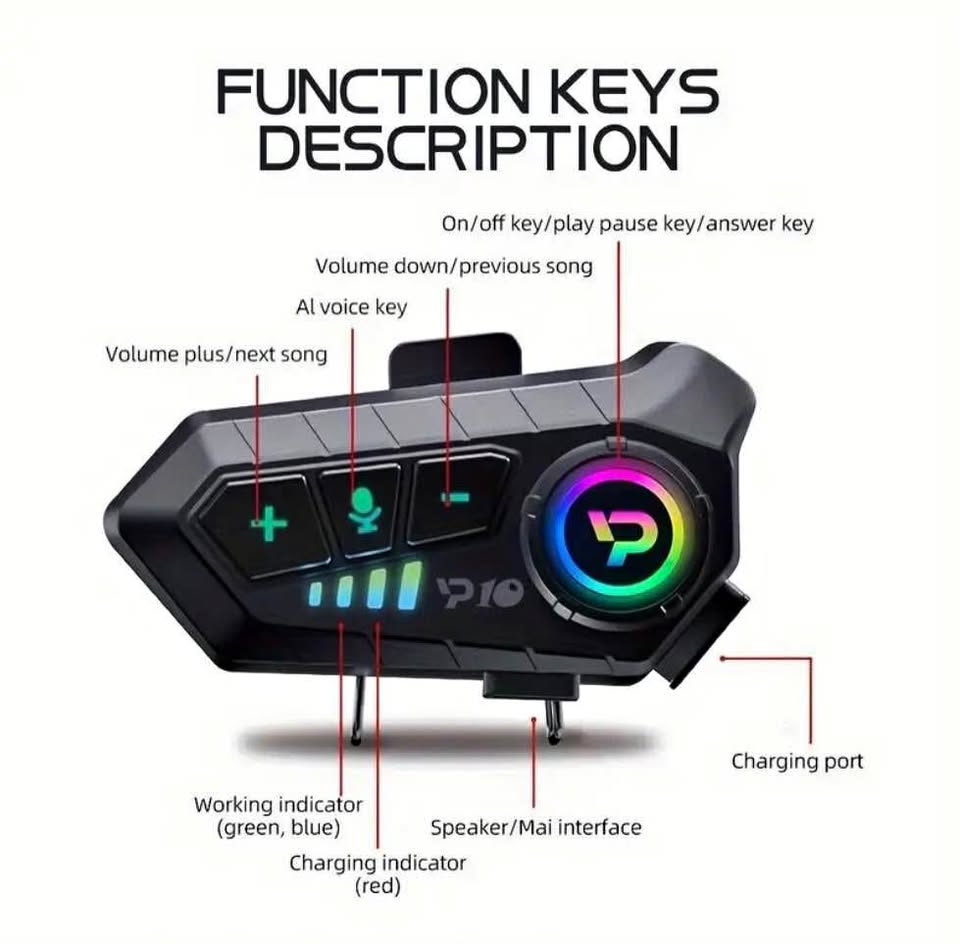 FUNCTION KEYS
DESCRIPTION
On/off key/play pause key/answer key
Volume down/previous song
Al voice key
Volume plus/next song
P10
Working indicator
(green, blue)
Charging indicator
(red)
Speaker/Mai interface
Charging port